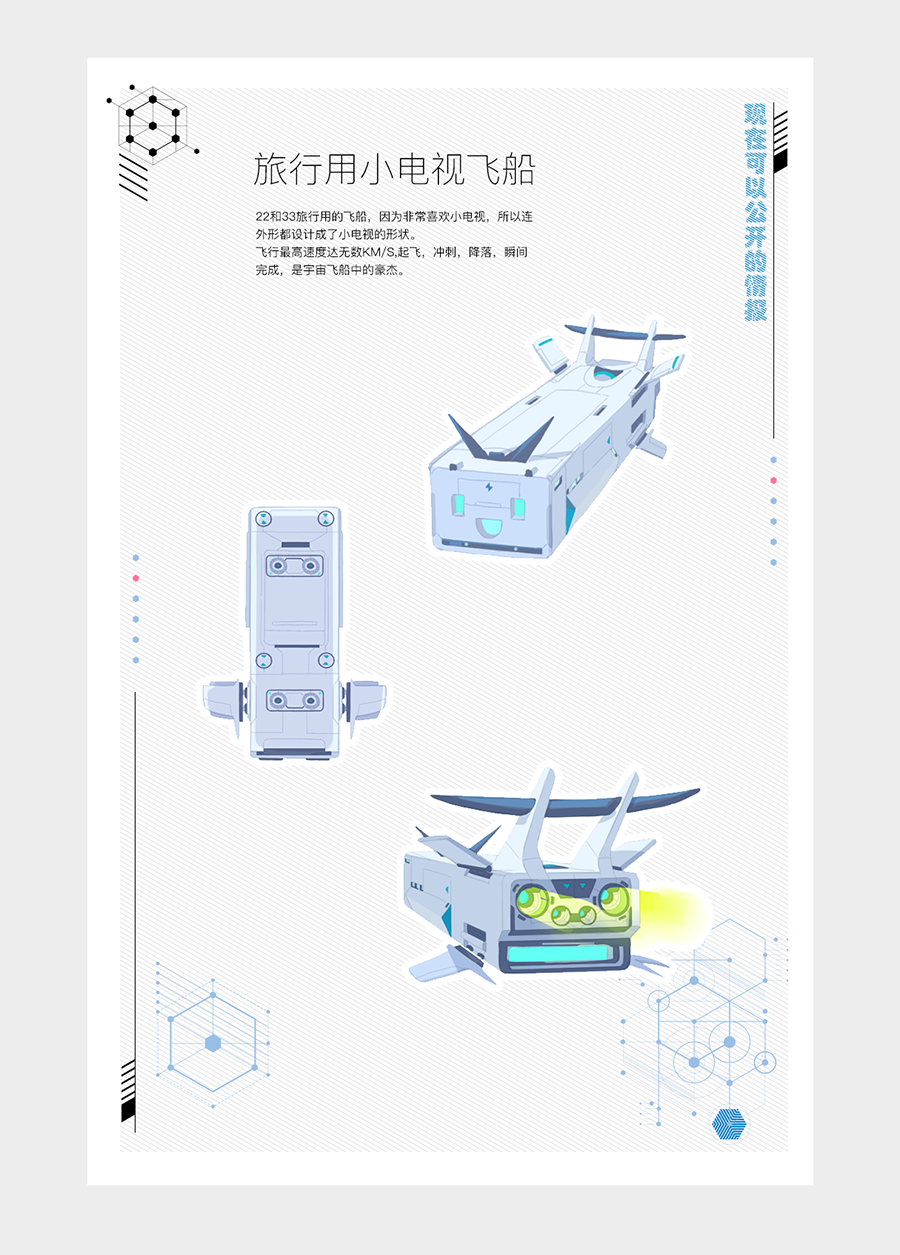 旅行用小电视飞船
22和33旅行用的飞船，因为非常喜欢小电视，所以连
外形都设计成了小电视的形状。
飞行最高速度达无数KM/S,起飞，冲刺，降落，瞬间
完成，是宇宙飞船中的豪杰。
现在可以公开的情报